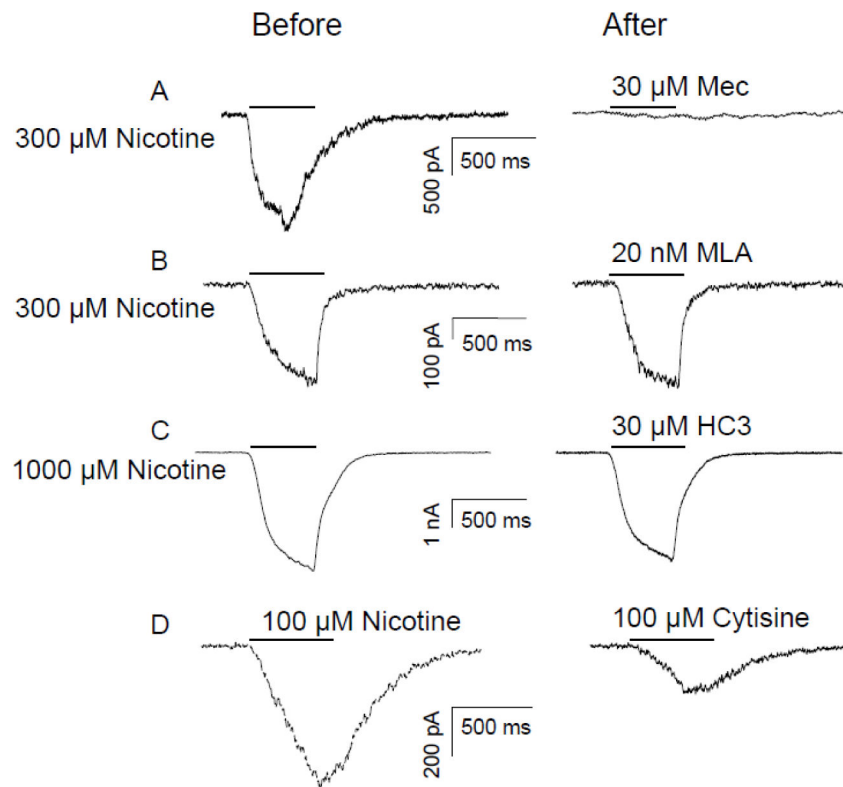 Before
After
A
30 µM Mec
300 µM Nicotine
500 pA
500 ms
B
20 nM MLA
300 µM Nicotine
100 pA
500 ms
C
30 µM HC3
1000 µM Nicotine
1 nA
500 ms
D
100 µM Nicotine
100 µM Cytisine
200 pA
500 ms